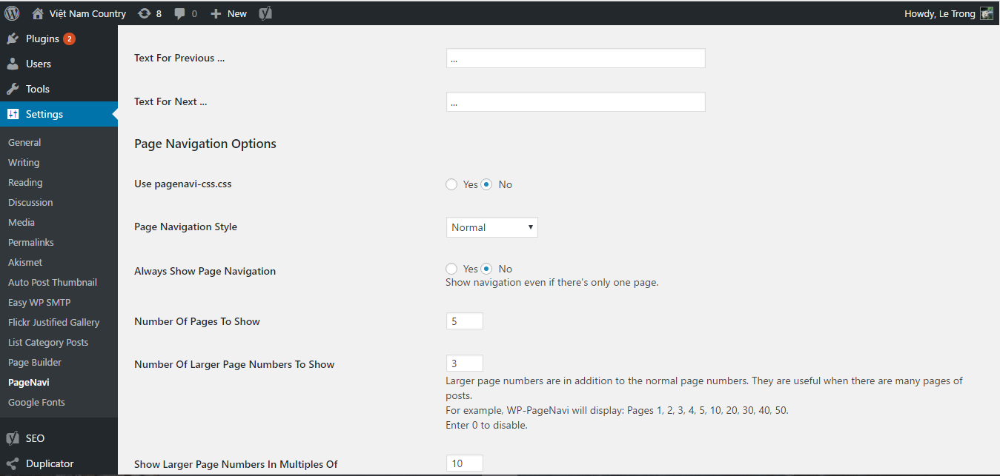 Việt Nam Country 8 0 New Howdy, Le Trong
Plugins 2
Users
Tools
Settings
General
Writing
Reading
Discussion
Media
Permalinks
Akismet
Auto Post Thumbnail
Easy WP SMTP
Flickr Justified Gallery
List Category Posts
Page Builder
PageNavi
Google Fonts
SEO
Duplicator
Text For Previous ... ...
Text For Next ... ...
Page Navigation Options
Use pagenavi-css.css Yes No
Page Navigation Style Normal
Always Show Page Navigation Yes No
Show navigation even if there's only one page.
Number Of Pages To Show 5
Number Of Larger Page Numbers To Show 3
Larger page numbers are in addition to the normal page numbers. They are useful when there are many pages of
posts.
For example, WP-PageNavi will display: Pages 1, 2, 3, 4, 5, 10, 20, 30, 40, 50.
Enter 0 to disable.
Show Larger Page Numbers In Multiples Of 10